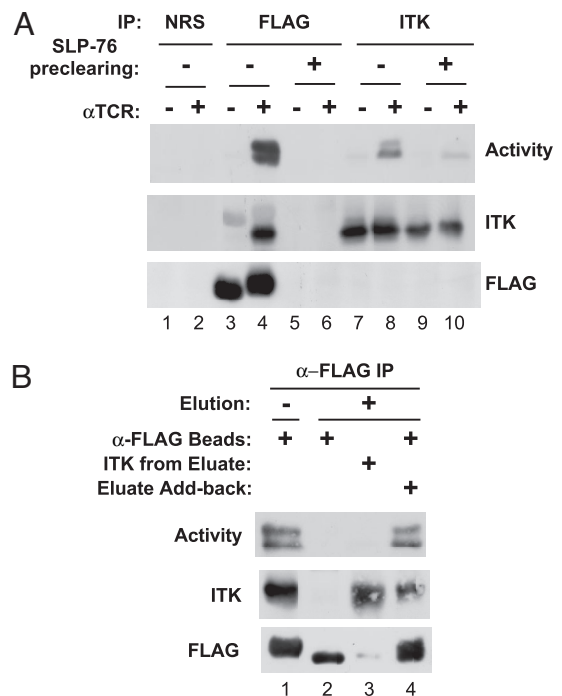 A
IP: NRS FLAG ITK
SLP-76
preclearing: - - + - +
αTCR: - + - + - + - + - +
Activity
ITK
FLAG
1 2 3 4 5 6 7 8 9 10
B
α–FLAG IP
Elution: - +
α-FLAG Beads: + + +
ITK from Eluate: +
Eluate Add-back: +
Activity
ITK
FLAG
1 2 3 4